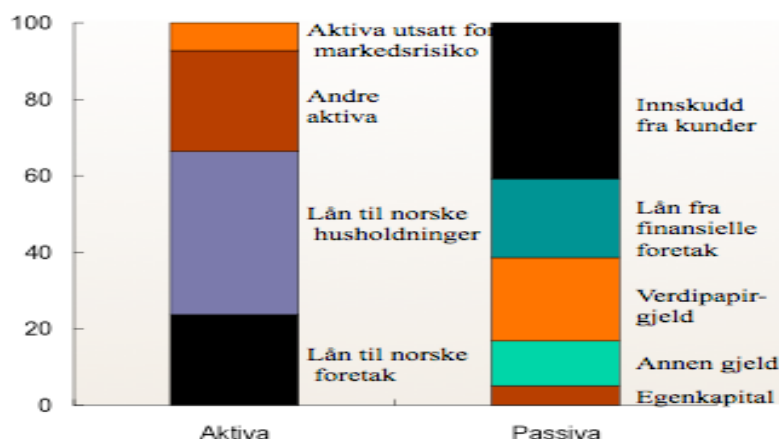 100
80
60
40
20
0
Aktiva utsatt for
markedsrisiko
Andre
aktiva
Lån til norske
husholdninger
Lån til norske
foretak
Innskudd
fra kunder
Lån fra
finansielle
foretak
Verdipapir-
gjeld
Annen gjeld
Egenkapital
Aktiva
Passiva